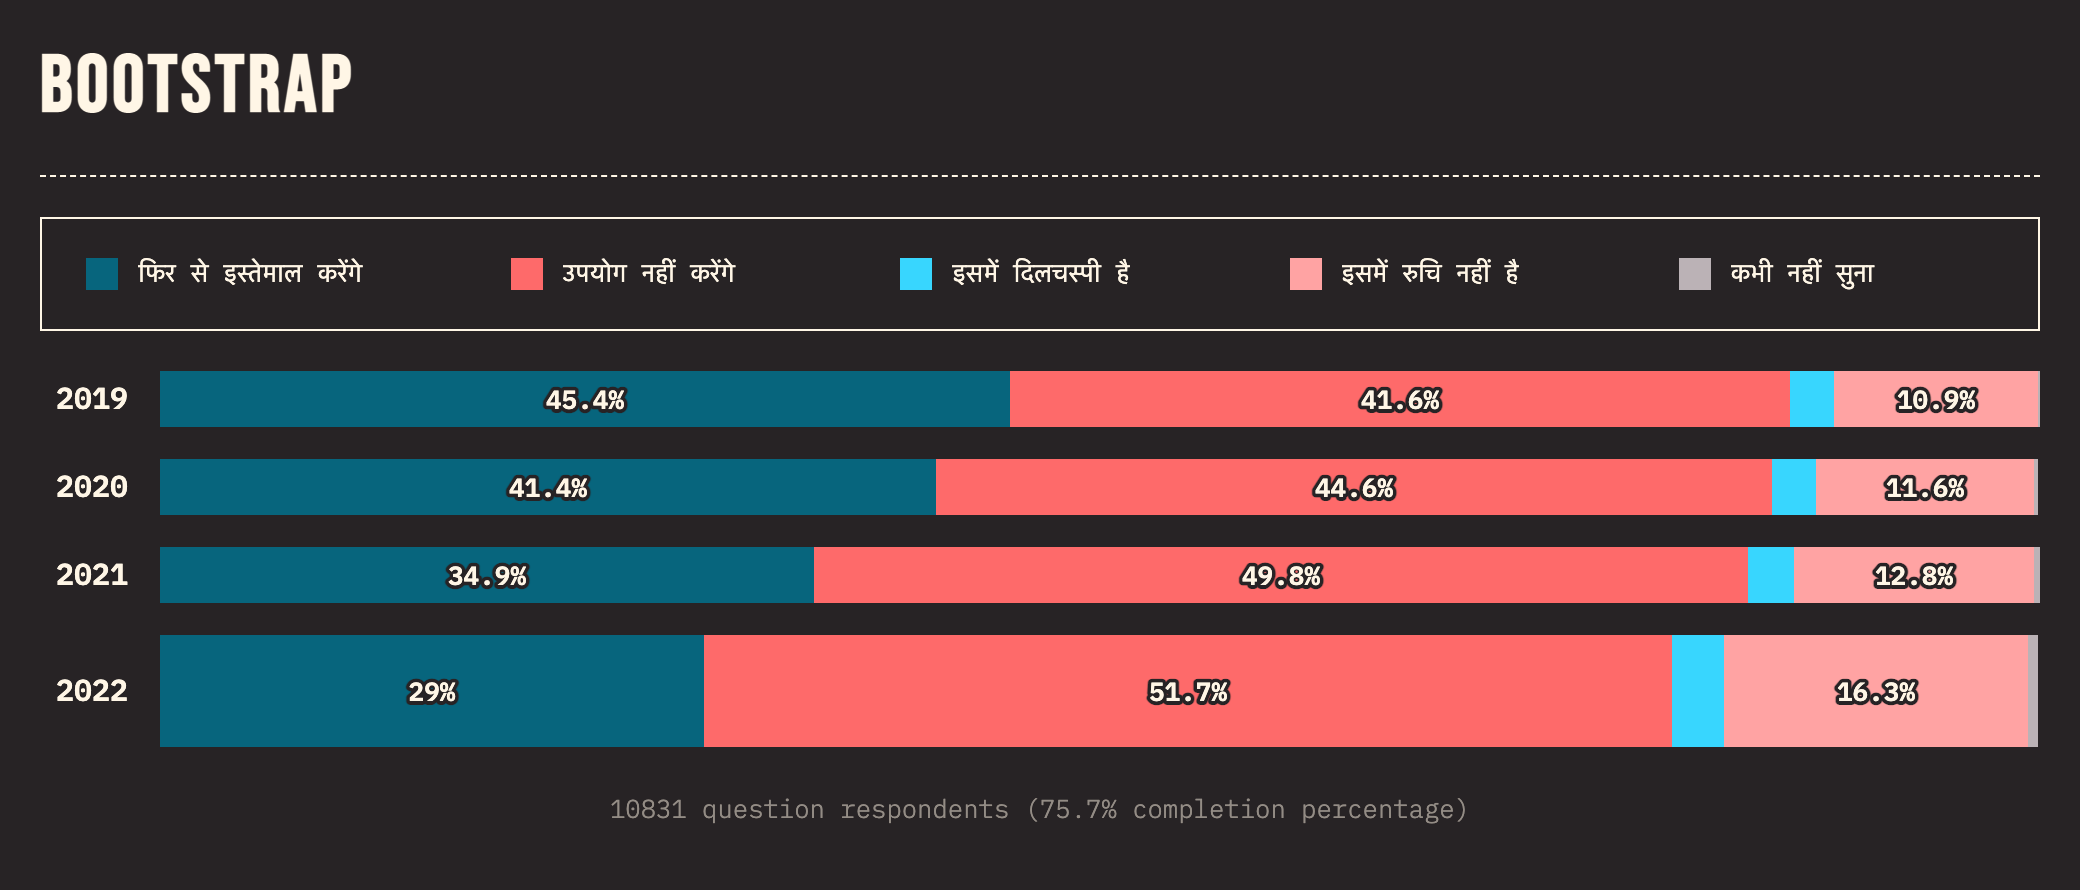 BOOTSTRAP
फिर से इस्तेमाल करेंगे उपयोग नहीं करेंगे इसमें दिलचस्पी है इसमें रुचि नहीं है कभी नहीं सुना
2019 45.4% 41.6% 10.9%
2020 41.4% 44.6% 11.6%
2021 34.9% 49.8% 12.8%
2022 29% 51.7% 16.3%
10831 question respondents (75.7% completion percentage)